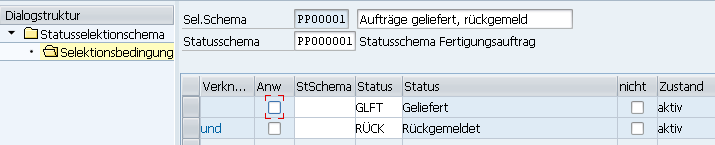 Dialogstruktur
Statusselektionschema
Selektionsbedingung
Sel.Schema PP00001 Aufträge geliefert, rückgemeld
Statusschema PP000001 Statusschema Fertigungsauftrag
Verkn... Anw StSchema Status Status nicht Zustand
GLFT Geliefert aktiv
und RÜCK Rückgemeldet aktiv